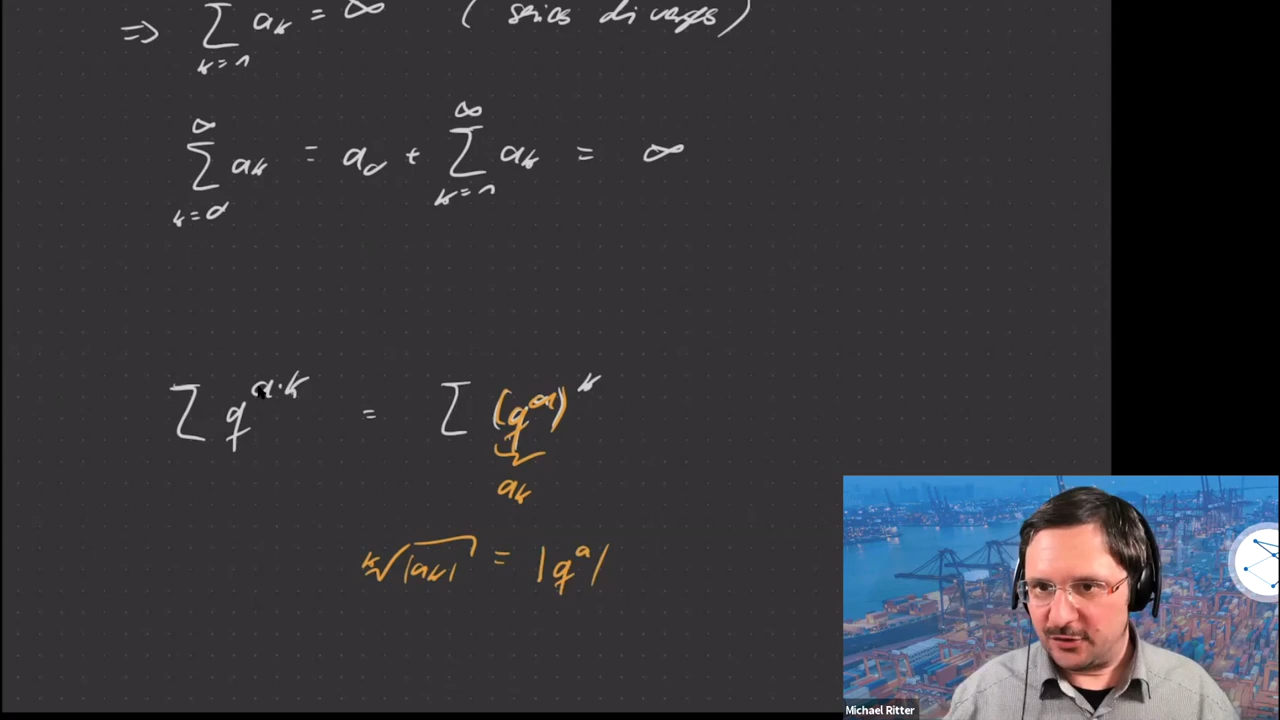 ⇒ ∑ a_k = ∞ (series diverges)
k=1
∞ ∞
∑ a_k = a_0 + ∑ a_k = ∞
k=0 k=1
∑ q^{a·k} = ∑ (q^a)^k
a_k
ᵏ√|a_k| = |q^a|
Michael Ritter